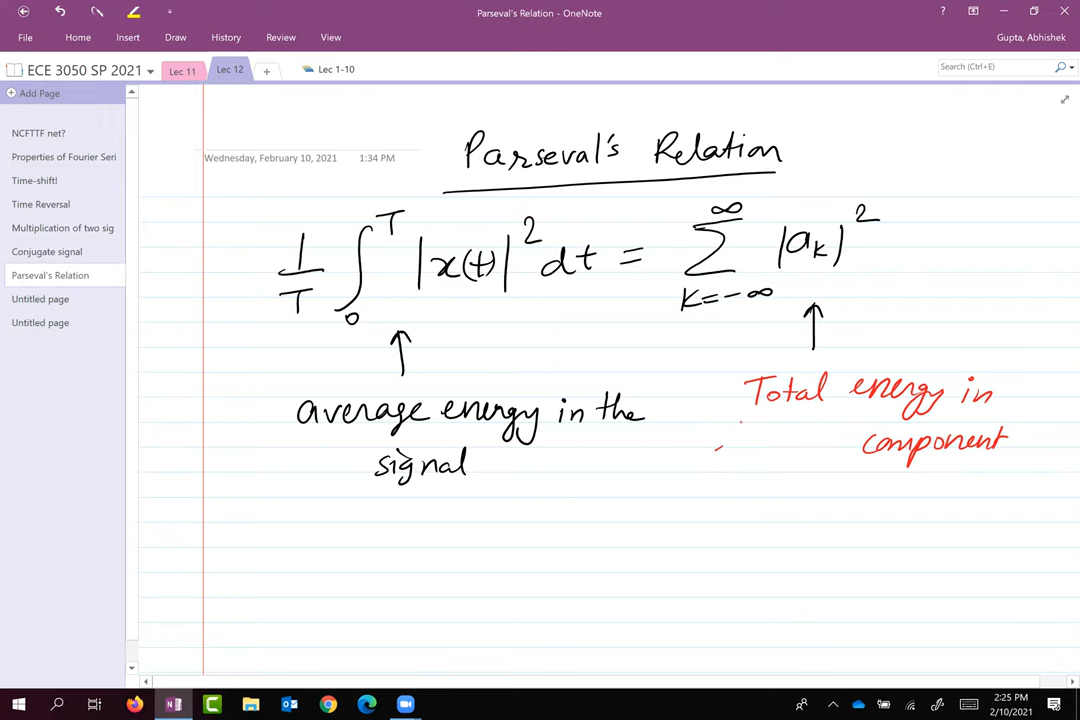 Parseval's Relation - OneNote
File Home Insert Draw History Review View
Gupta, Abhishek
ECE 3050 SP 2021
Lec 11
Lec 12
Lec 1-10
Search (Ctrl+E)
Add Page
NCFTTF net?
Properties of Fourier Seri
Time-shift!
Time Reversal
Multiplication of two sig
Conjugate signal
Parseval's Relation
Untitled page
Untitled page
Wednesday, February 10, 2021 1:34 PM
Parseval's Relation
1/T ∫₀ᵀ |x(t)|² dt = ∑_{k=-∞}^{∞} |aₖ|²
↑ ↑
average energy in the
signal
Total energy in
component
2:25 PM
2/10/2021